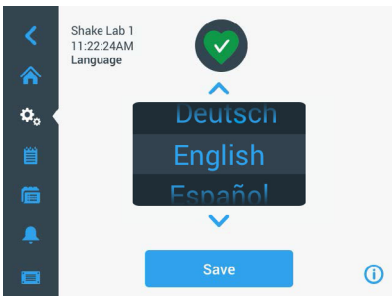 Shake Lab 1
11:22:24AM
Language
Deutsch
English
Español
Save